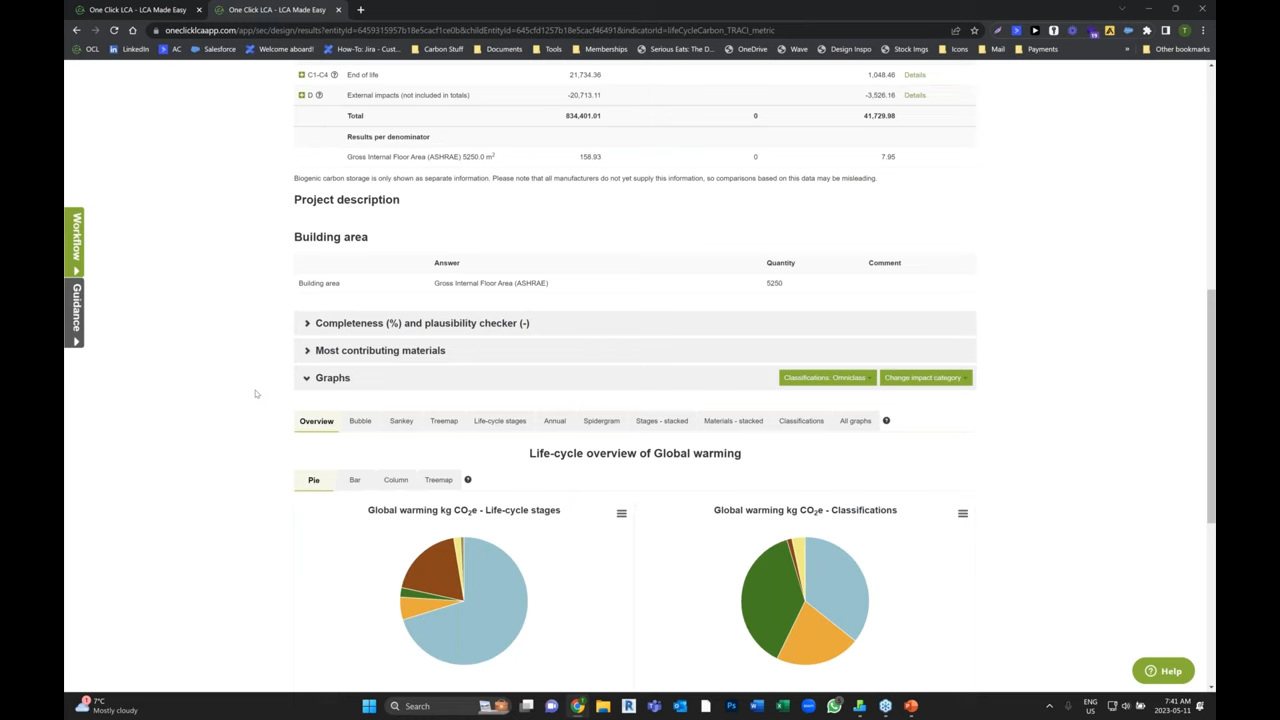 One Click LCA - LCA Made Easy
One Click LCA - LCA Made Easy
oneclicklcaapp.com/app/sec/design/results?entityId=6459315957b18e5cacf1ce0b&childEntityId=645cfd1257b18e5cacf46491&indicatorId=lifeCycleCarbon_TRACI_metric
OCL LinkedIn AC Salesforce Welcome aboard! How-To: Jira - Cust... Carbon Stuff Documents Tools Memberships Serious Eats: The D... OneDrive Wave Design Inspo Stock Imgs Icons Mail Payments » Other bookmarks
C1-C4 End of life 21,734.36 1,048.46 Details
D External impacts (not included in totals) -20,713.11 -3,526.16 Details
Total 834,401.01 0 41,729.98
Results per denominator
Gross Internal Floor Area (ASHRAE) 5250.0 m2 158.93 0 7.95
Biogenic carbon storage is only shown as separate information. Please note that all manufacturers do not yet supply this information, so comparisons based on this data may be misleading.
Project description
Building area
Answer Quantity Comment
Building area Gross Internal Floor Area (ASHRAE) 5250
Workflow
Guidance
Completeness (%) and plausibility checker (-)
Most contributing materials
Graphs Classifications: Omniclass Change impact category
Overview Bubble Sankey Treemap Life-cycle stages Annual Spidergram Stages - stacked Materials - stacked Classifications All graphs
Life-cycle overview of Global warming
Pie Bar Column Treemap
Global warming kg CO2e - Life-cycle stages
Global warming kg CO2e - Classifications
Help
7°C
Mostly cloudy
Search
ENG
US
7:41 AM
2023-05-11